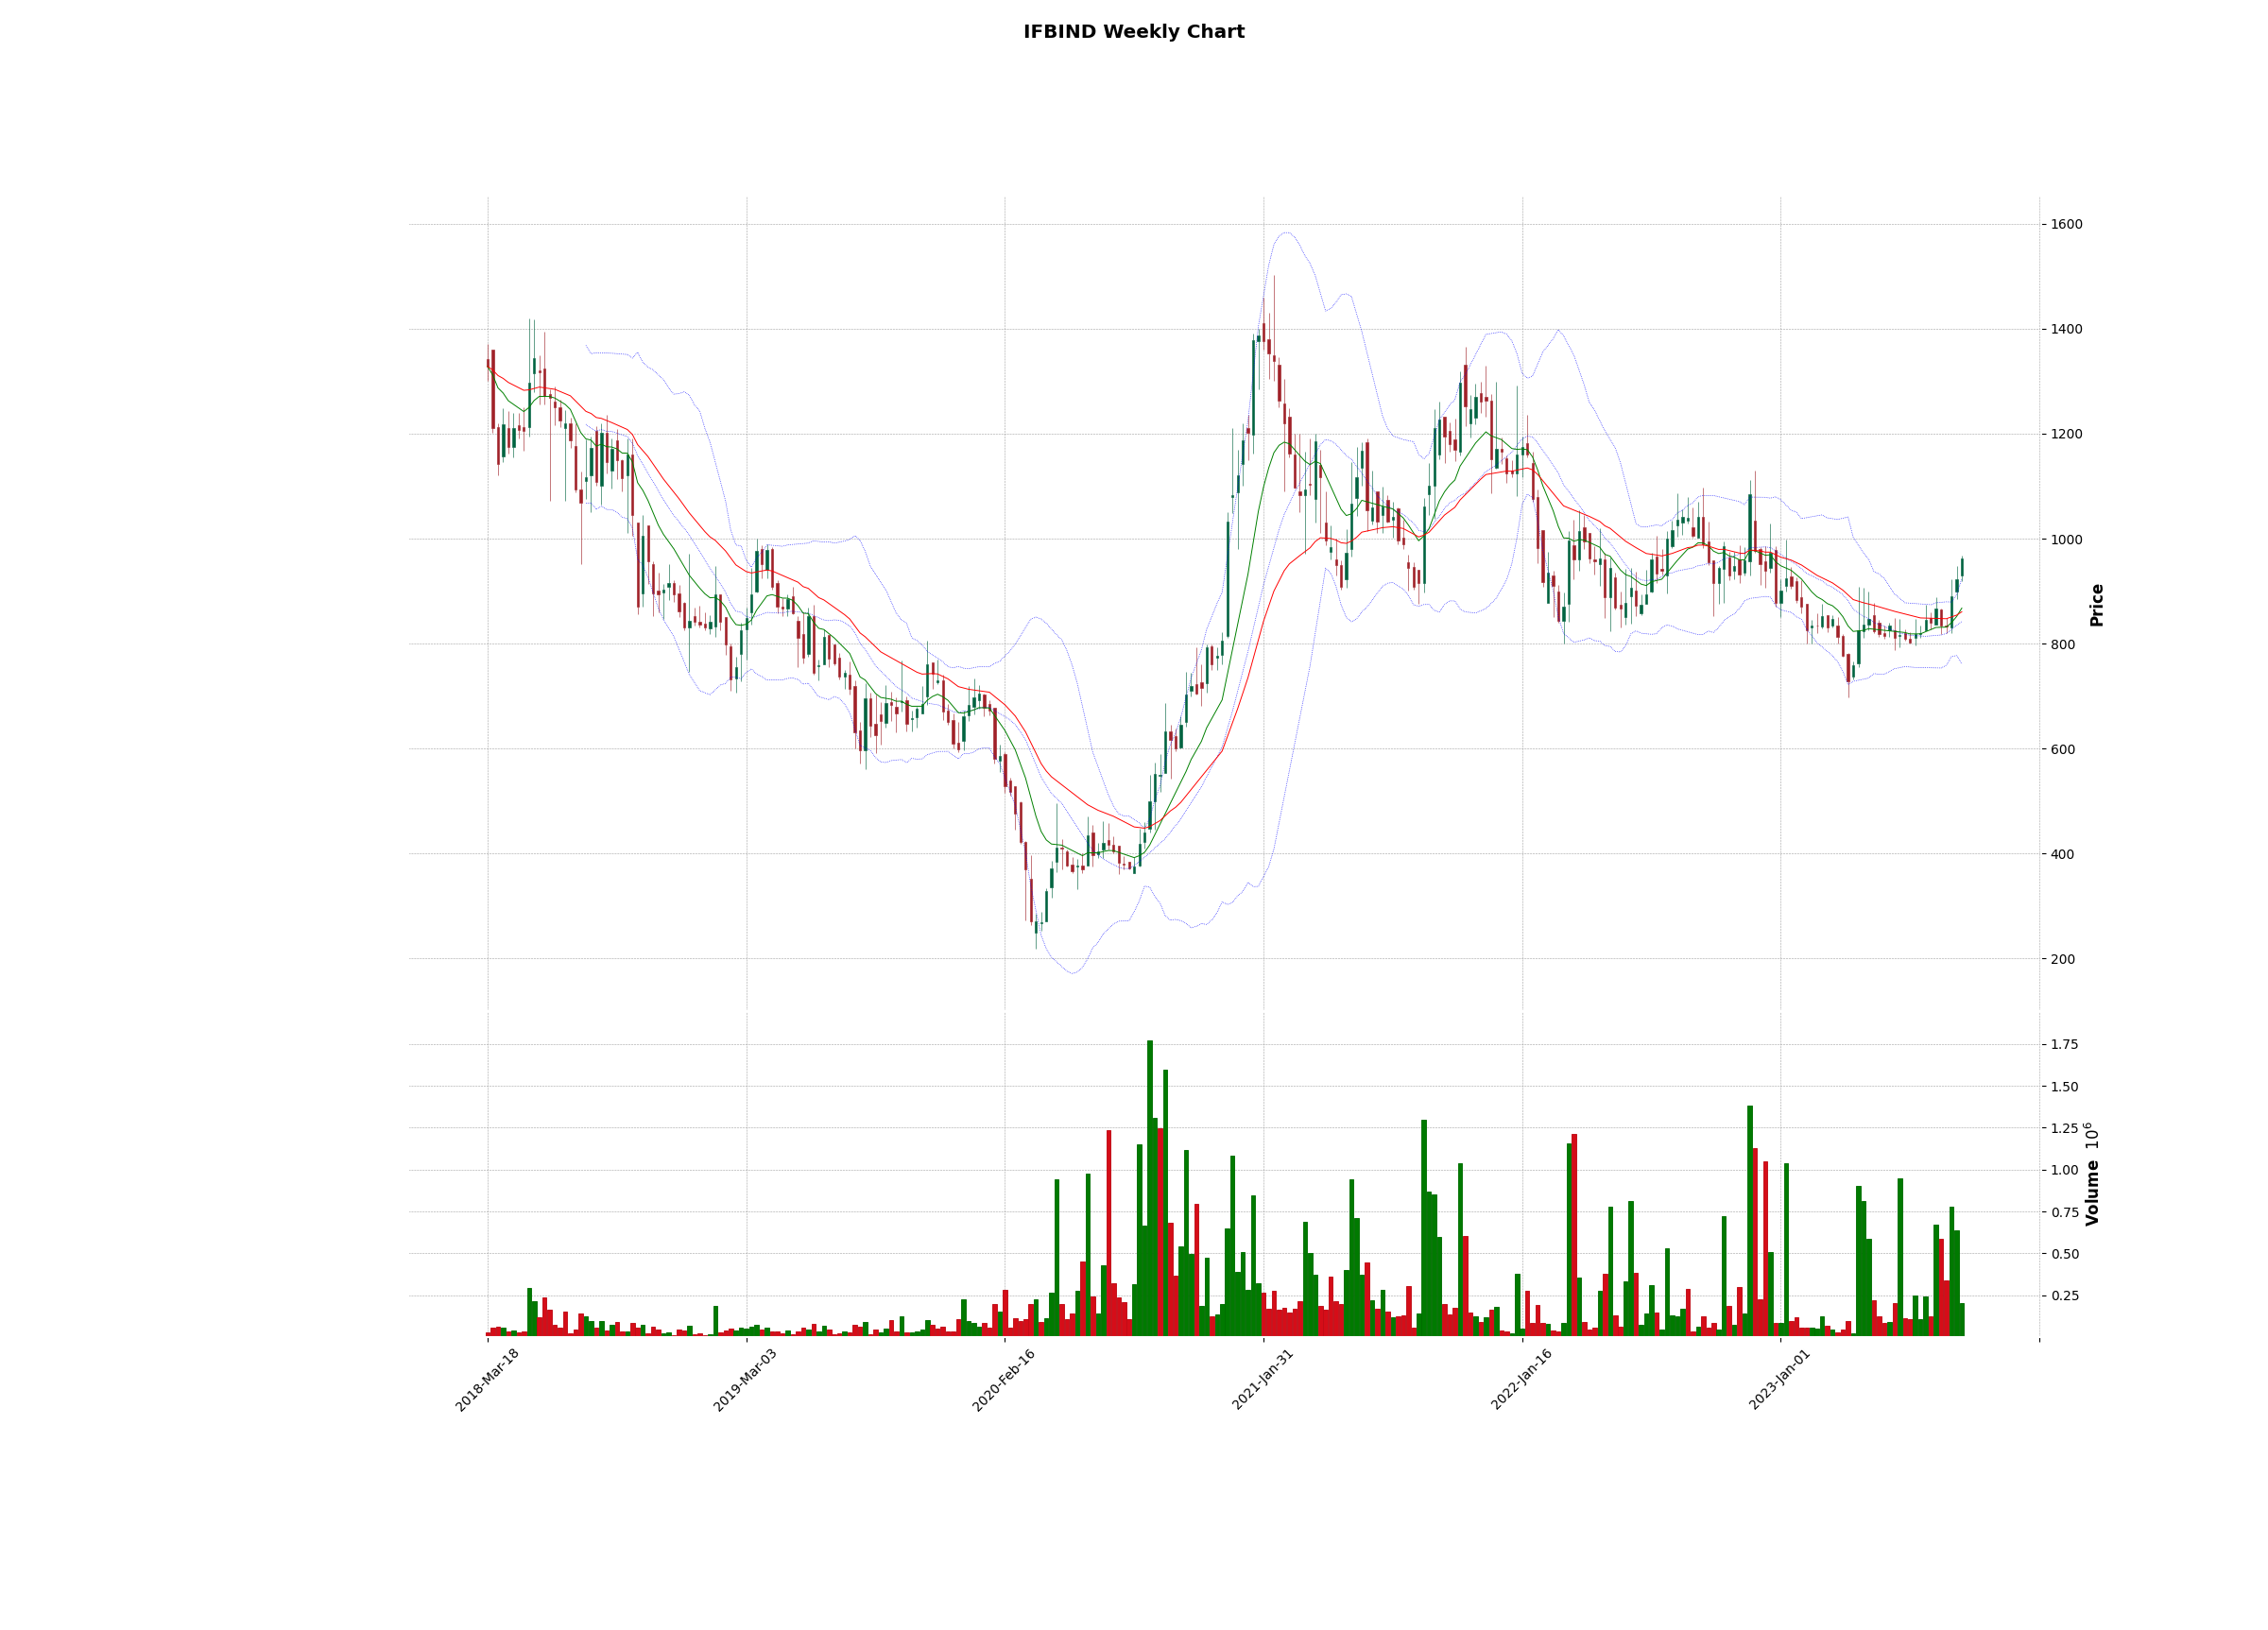 IFBIND Weekly Chart
1600
1400
1200
1000
800
600
400
200
Price
1.75
1.50
1.25
1.00
0.75
0.50
0.25
Volume 10⁶
2018-Mar-18
2019-Mar-03
2020-Feb-16
2021-Jan-31
2022-Jan-16
2023-Jan-01